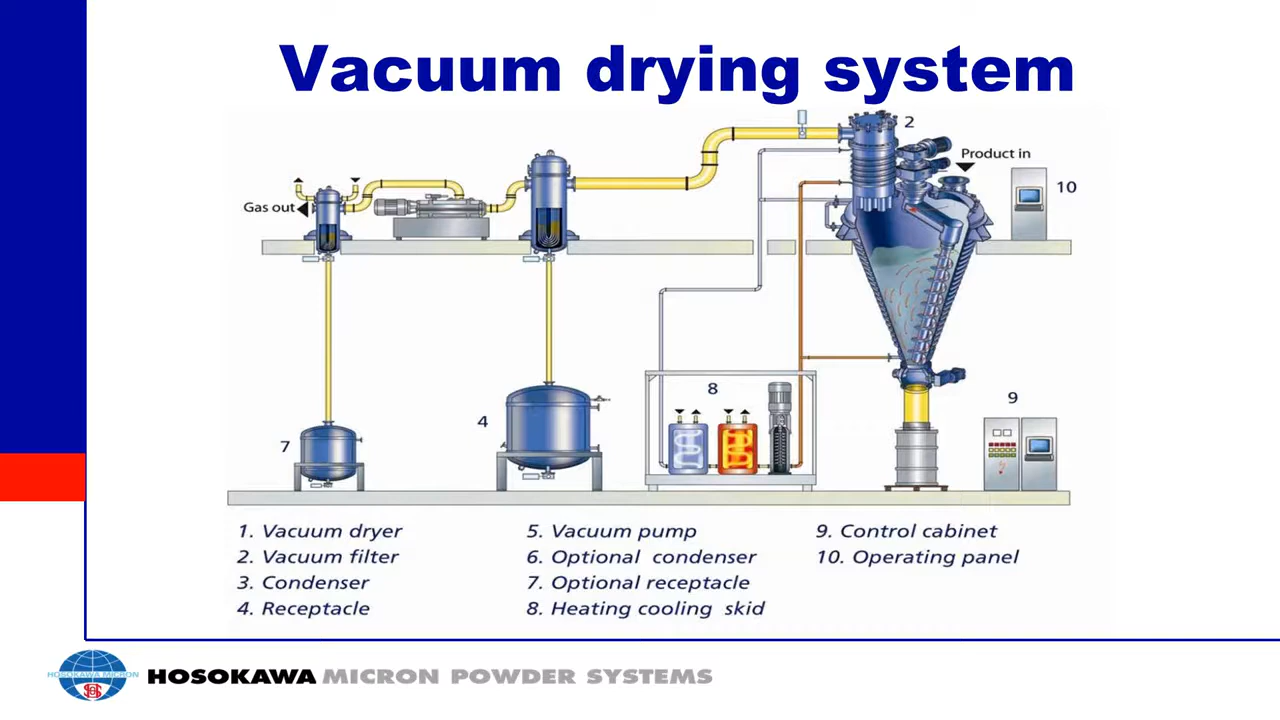 Vacuum drying system
2
Product in
10
Gas out
8
9
4
7
1. Vacuum dryer
2. Vacuum filter
3. Condenser
4. Receptacle
5. Vacuum pump
6. Optional condenser
7. Optional receptacle
8. Heating cooling skid
9. Control cabinet
10. Operating panel
HOSOKAWA MICRON
HOSOKAWA MICRON POWDER SYSTEMS